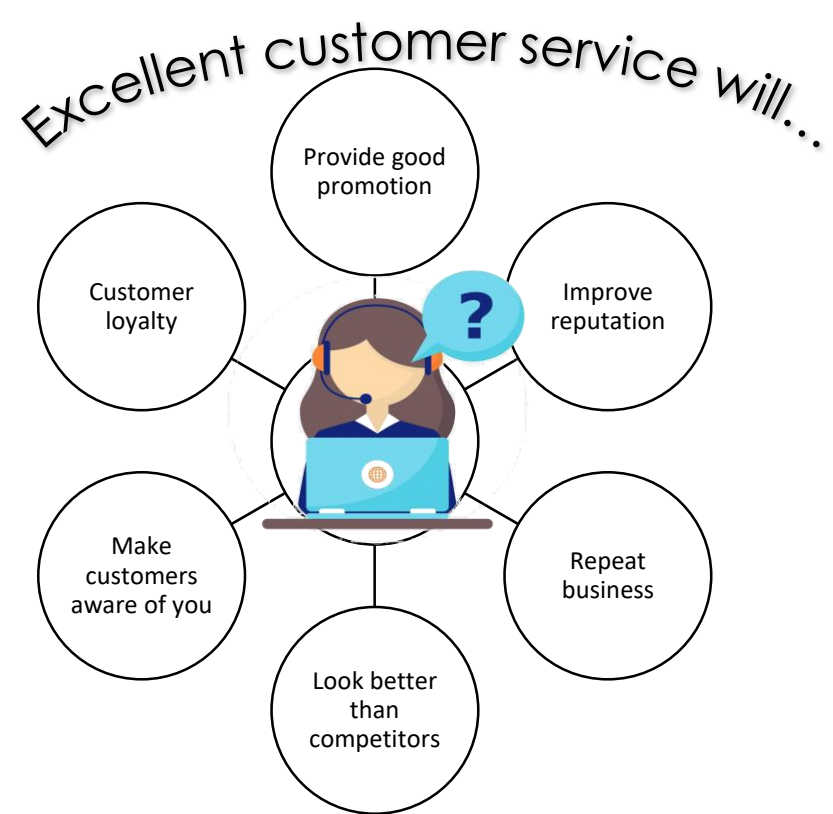 Excellent customer service will...
Provide good
promotion
Customer
loyalty
?
Improve
reputation
Make
customers
aware of you
Repeat
business
Look better
than
competitors